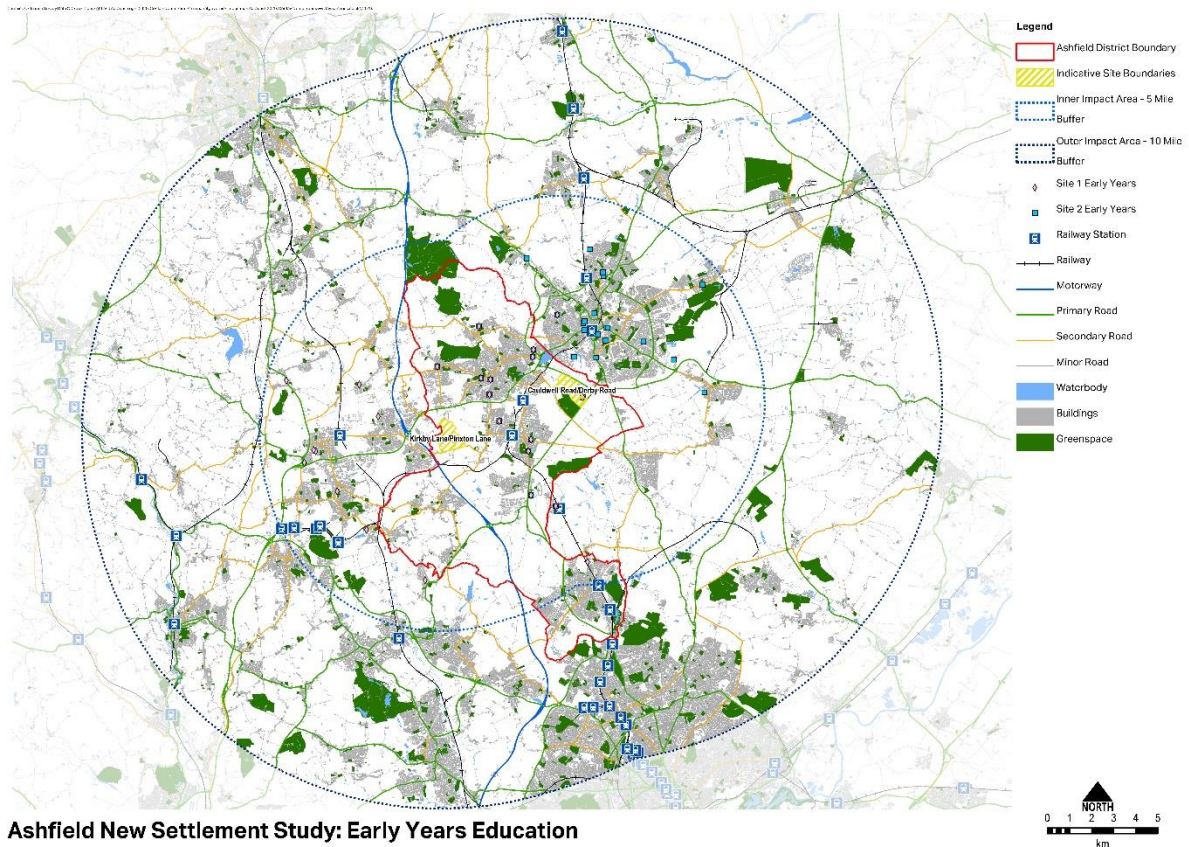 Legend
Ashfield District Boundary
Indicative Site Boundaries
Inner Impact Area - 5 Mile
Buffer
Outer Impact Area - 10 Mile
Buffer
Site 1 Early Years
Site 2 Early Years
Railway Station
Railway
Motorway
Primary Road
Secondary Road
Minor Road
Waterbody
Buildings
Greenspace
Cauldwell Road/Derby Road
Kirkby Lane/Pinxton Lane
NORTH
0 1 2 3 4 5
km
Ashfield New Settlement Study: Early Years Education